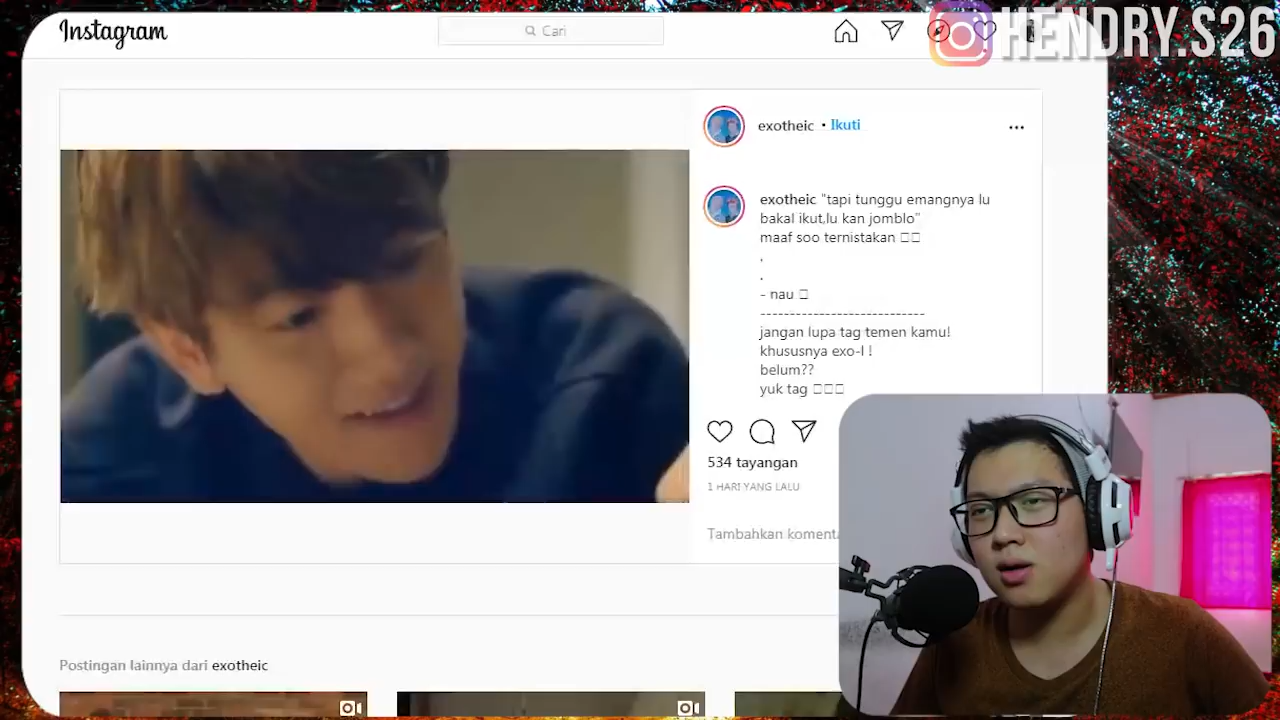 Instagram
Cari
HENDRY.S26
exotheic • Ikuti
exotheic "tapi tunggu emangnya lu
bakal ikut,lu kan jomblo"
maaf soo ternistakan
.
.
- nau
---------------------------
jangan lupa tag temen kamu!
khususnya exo-l !
belum??
yuk tag
534 tayangan
1 HARI YANG LALU
Tambahkan komenta
Postingan lainnya dari exotheic